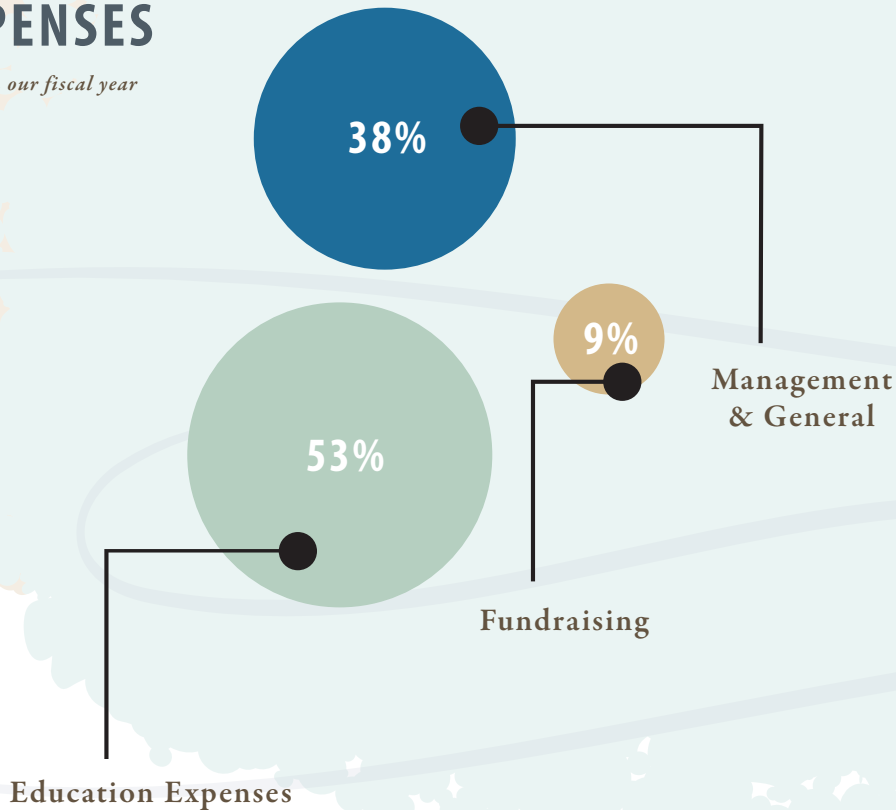 PENSES
our fiscal year
38%
9%
Management
& General
53%
Fundraising
Education Expenses